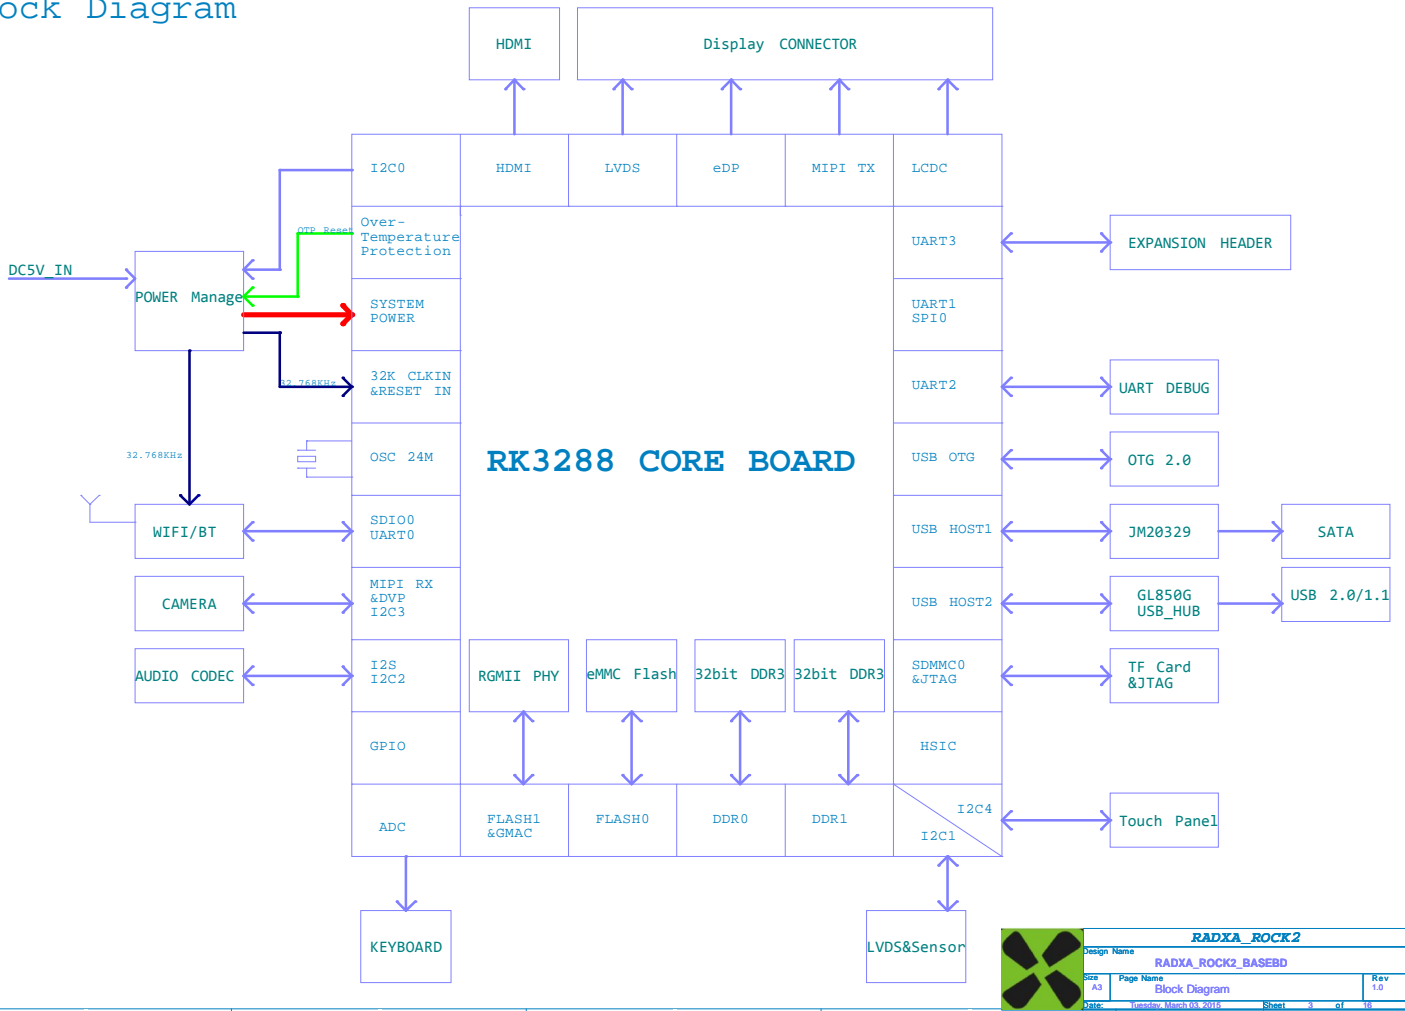 ock Diagram
HDMI
Display CONNECTOR
I2C0
HDMI
LVDS
eDP
MIPI TX
LCDC
OTP Reset
Over-
Temperature
Protection
UART3
EXPANSION HEADER
DC5V_IN
POWER Manage
SYSTEM
POWER
UART1
SPI0
32.768KHz
32K CLKIN
&RESET IN
UART2
UART DEBUG
32.768KHz
OSC 24M
RK3288 CORE BOARD
USB OTG
OTG 2.0
WIFI/BT
SDIO0
UART0
USB HOST1
JM20329
SATA
CAMERA
MIPI RX
&DVP
I2C3
USB HOST2
GL850G
USB_HUB
USB 2.0/1.1
AUDIO CODEC
I2S
I2C2
RGMII PHY
eMMC Flash
32bit DDR3
32bit DDR3
SDMMC0
&JTAG
TF Card
&JTAG
GPIO
HSIC
ADC
FLASH1
&GMAC
FLASH0
DDR0
DDR1
I2C4
I2C1
Touch Panel
KEYBOARD
LVDS&Sensor
RADXA_ROCK2
Design Name
RADXA_ROCK2_BASEBD
Size
A3
Page Name
Block Diagram
Rev
1.0
Date:
Tuesday, March 03, 2015
Sheet 3 of 16